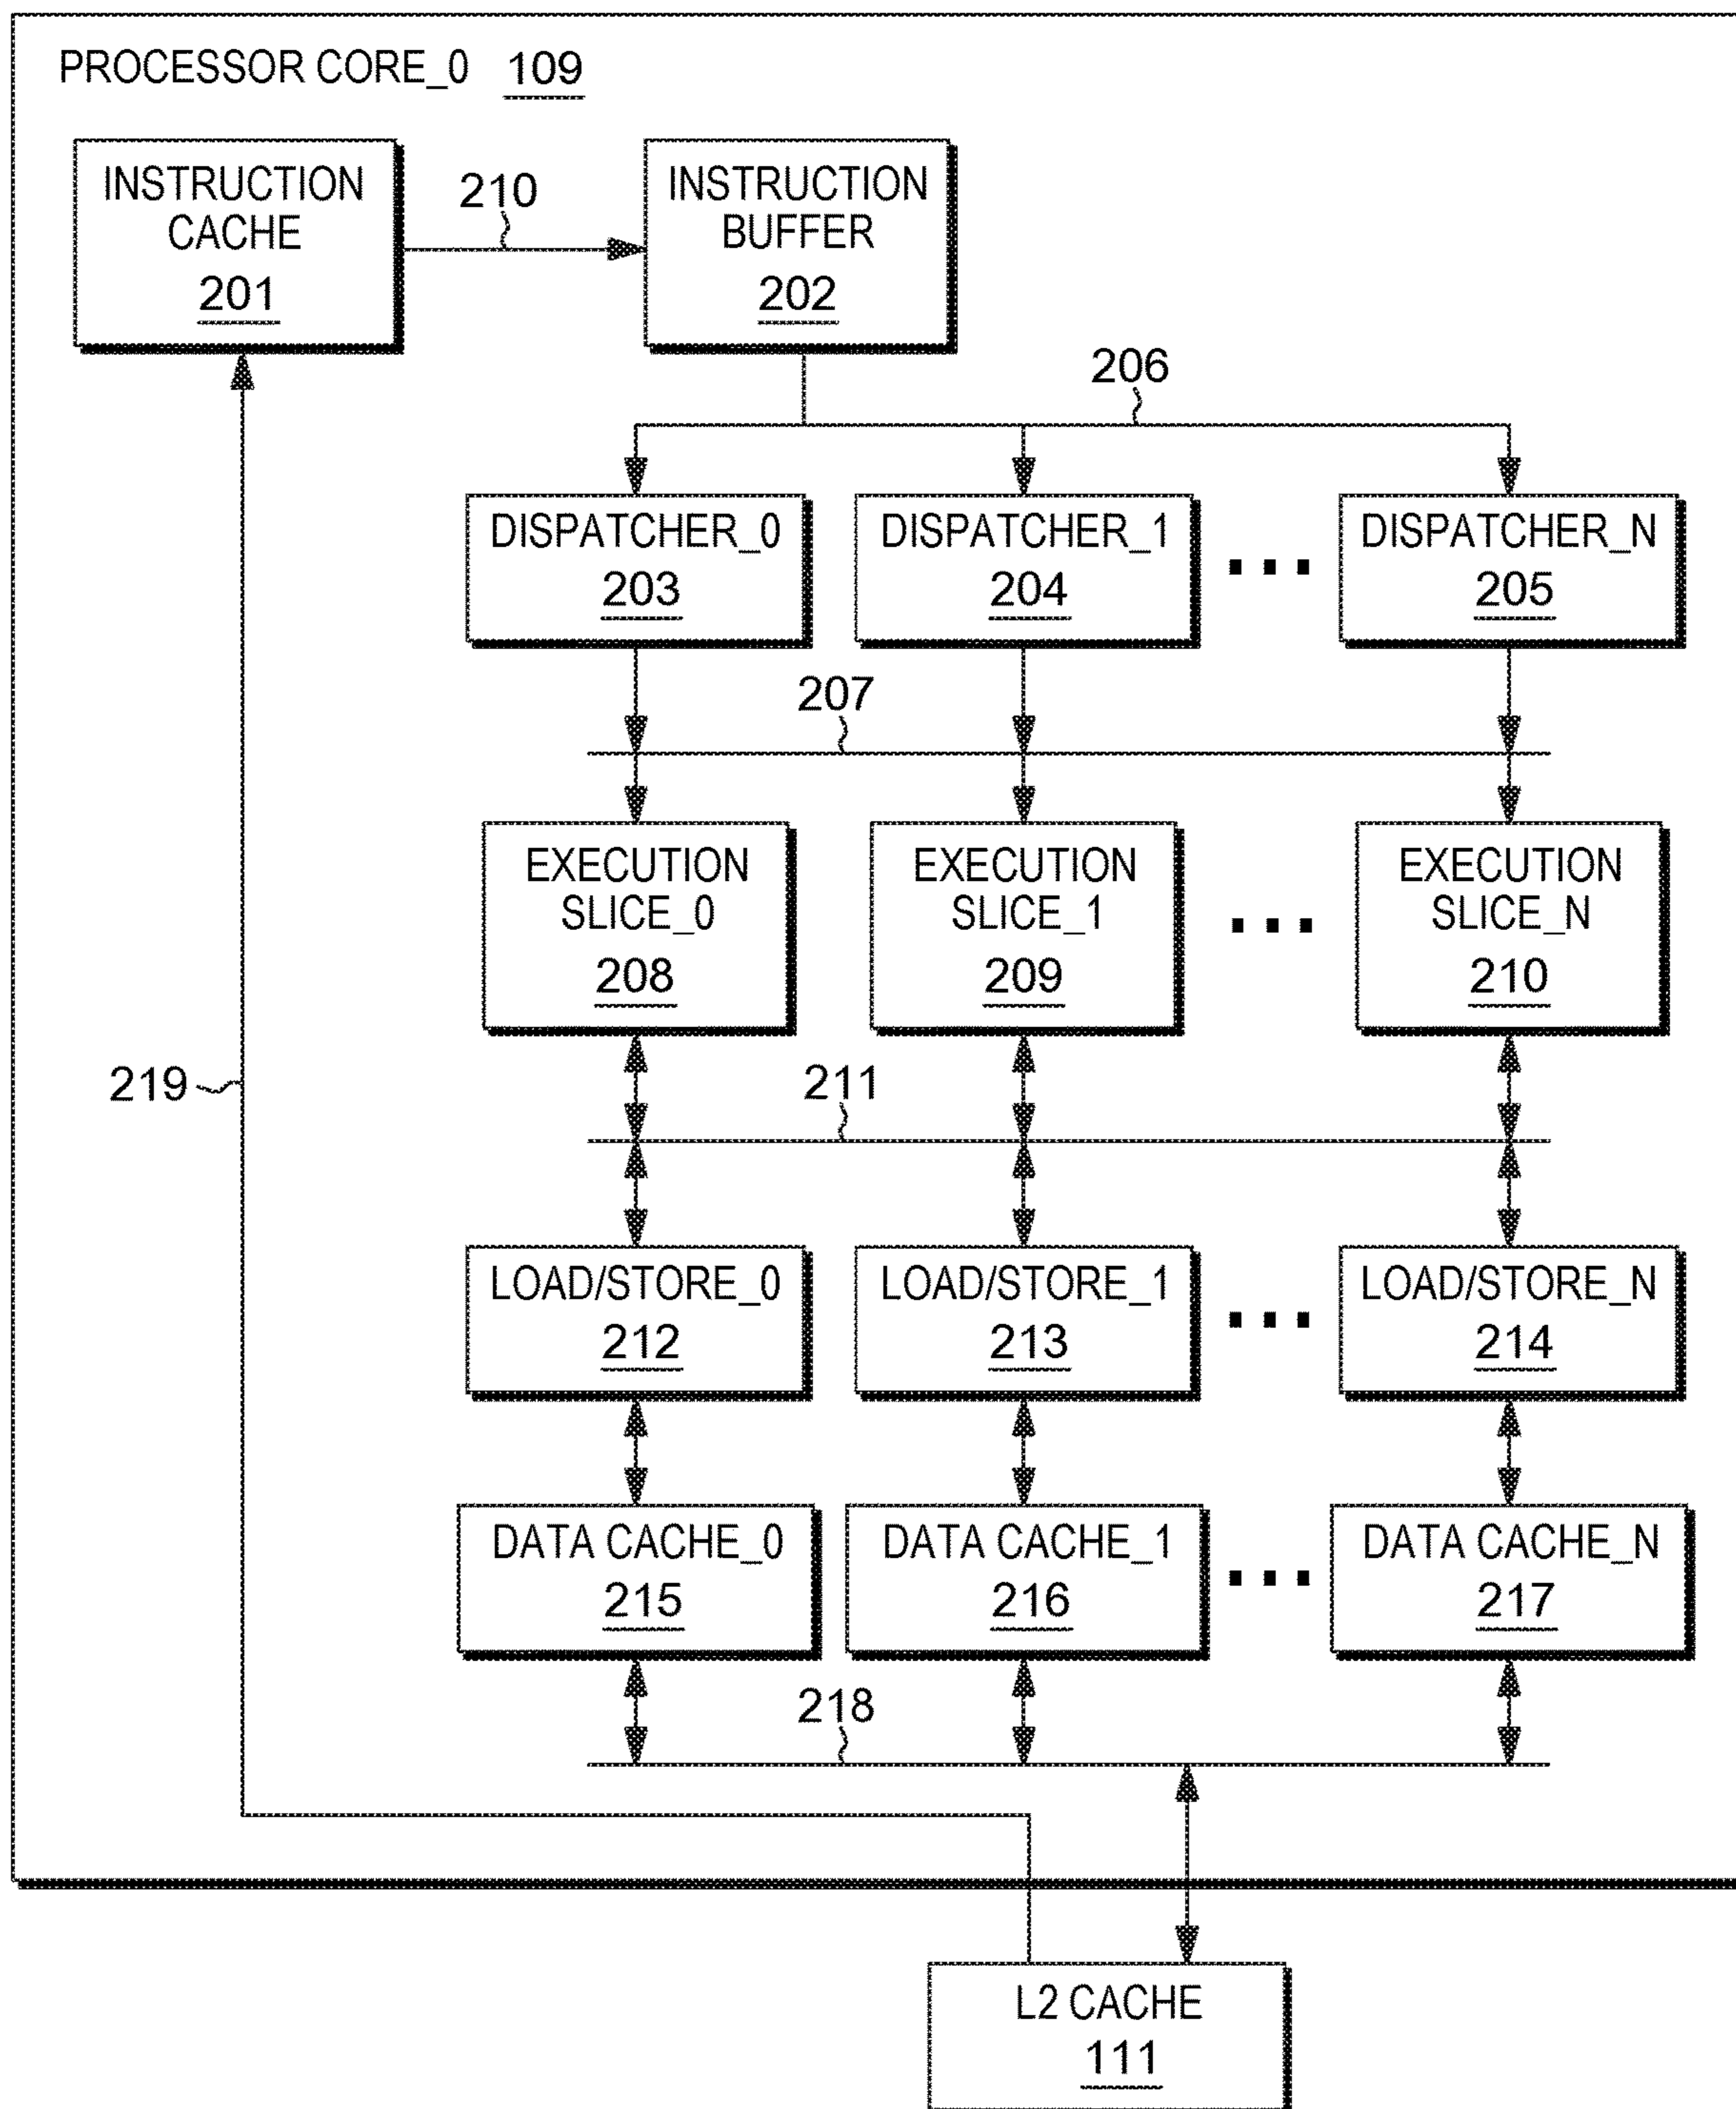 PROCESSOR CORE_0 109
INSTRUCTION
CACHE
201
210
INSTRUCTION
BUFFER
202
206
DISPATCHER_0
203
DISPATCHER_1
204
DISPATCHER_N
205
207
EXECUTION
SLICE_0
208
EXECUTION
SLICE_1
209
EXECUTION
SLICE_N
210
219
211
LOAD/STORE_0
212
LOAD/STORE_1
213
LOAD/STORE_N
214
DATA CACHE_0
215
DATA CACHE_1
216
DATA CACHE_N
217
218
L2 CACHE
111